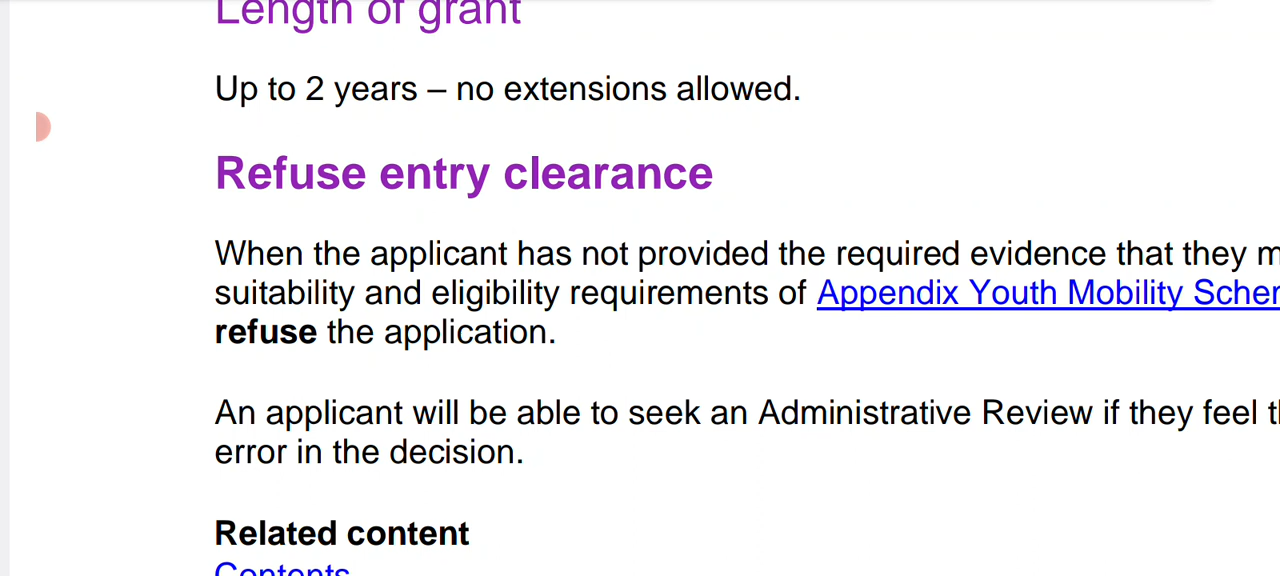 Length of grant
Up to 2 years – no extensions allowed.
Refuse entry clearance
When the applicant has not provided the required evidence that they
suitability and eligibility requirements of Appendix Youth Mobility
refuse the application.
An applicant will be able to seek an Administrative Review if they feel
error in the decision.
Related content
Contents